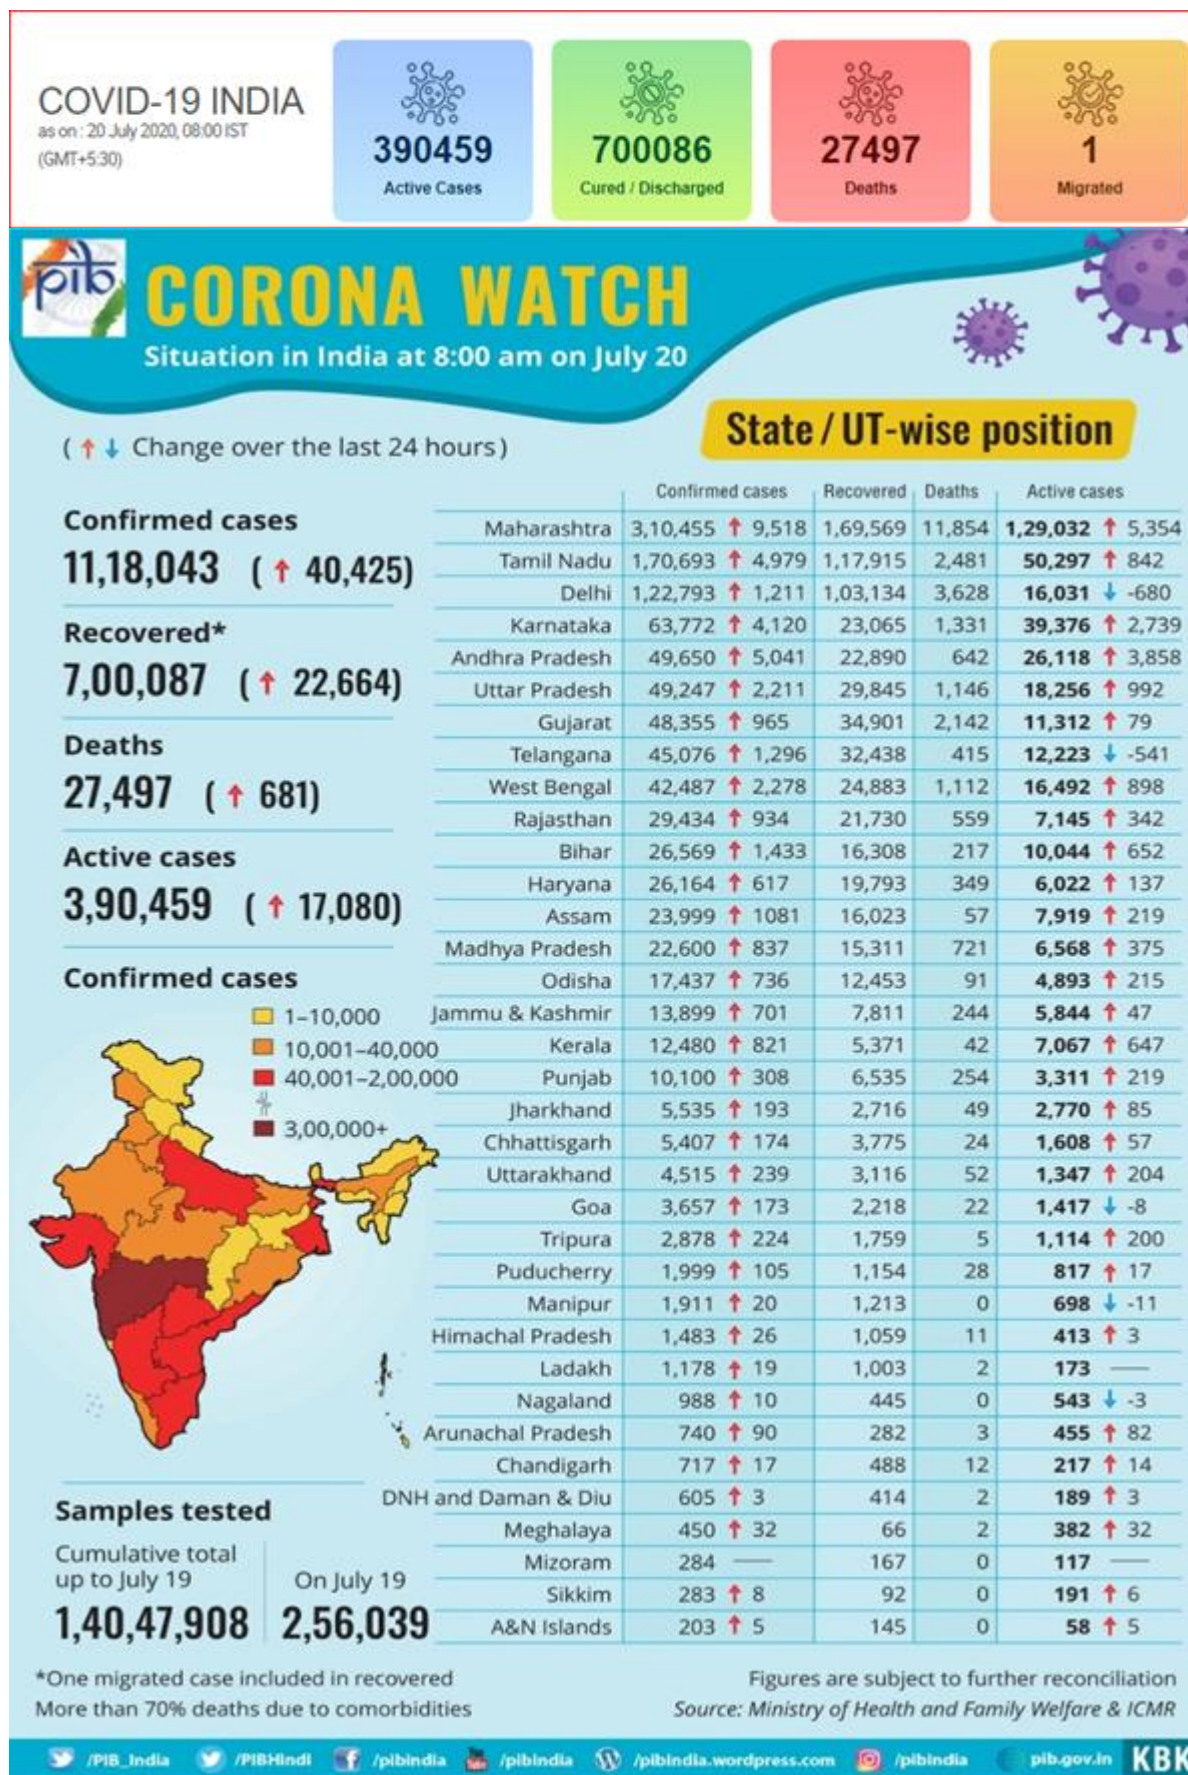 COVID-19 INDIA
as on : 20 July 2020, 08:00 IST
(GMT+5:30)
390459
Active Cases
700086
Cured / Discharged
27497
Deaths
1
Migrated
pib
CORONA WATCH
Situation in India at 8:00 am on July 20
(↑↓ Change over the last 24 hours)
Confirmed cases
11,18,043 (↑ 40,425)
Recovered*
7,00,087 (↑ 22,664)
Deaths
27,497 (↑ 681)
Active cases
3,90,459 (↑ 17,080)
Confirmed cases
1–10,000
10,001–40,000
40,001–2,00,000
3,00,000+
Samples tested
Cumulative total
up to July 19
1,40,47,908
On July 19
2,56,039
State / UT-wise position
Confirmed cases Recovered Deaths Active cases
Maharashtra 3,10,455 ↑ 9,518 1,69,569 11,854 1,29,032 ↑ 5,354
Tamil Nadu 1,70,693 ↑ 4,979 1,17,915 2,481 50,297 ↑ 842
Delhi 1,22,793 ↑ 1,211 1,03,134 3,628 16,031 ↓ -680
Karnataka 63,772 ↑ 4,120 23,065 1,331 39,376 ↑ 2,739
Andhra Pradesh 49,650 ↑ 5,041 22,890 642 26,118 ↑ 3,858
Uttar Pradesh 49,247 ↑ 2,211 29,845 1,146 18,256 ↑ 992
Gujarat 48,355 ↑ 965 34,901 2,142 11,312 ↑ 79
Telangana 45,076 ↑ 1,296 32,438 415 12,223 ↓ -541
West Bengal 42,487 ↑ 2,278 24,883 1,112 16,492 ↑ 898
Rajasthan 29,434 ↑ 934 21,730 559 7,145 ↑ 342
Bihar 26,569 ↑ 1,433 16,308 217 10,044 ↑ 652
Haryana 26,164 ↑ 617 19,793 349 6,022 ↑ 137
Assam 23,999 ↑ 1081 16,023 57 7,919 ↑ 219
Madhya Pradesh 22,600 ↑ 837 15,311 721 6,568 ↑ 375
Odisha 17,437 ↑ 736 12,453 91 4,893 ↑ 215
Jammu & Kashmir 13,899 ↑ 701 7,811 244 5,844 ↑ 47
Kerala 12,480 ↑ 821 5,371 42 7,067 ↑ 647
Punjab 10,100 ↑ 308 6,535 254 3,311 ↑ 219
Jharkhand 5,535 ↑ 193 2,716 49 2,770 ↑ 85
Chhattisgarh 5,407 ↑ 174 3,775 24 1,608 ↑ 57
Uttarakhand 4,515 ↑ 239 3,116 52 1,347 ↑ 204
Goa 3,657 ↑ 173 2,218 22 1,417 ↓ -8
Tripura 2,878 ↑ 224 1,759 5 1,114 ↑ 200
Puducherry 1,999 ↑ 105 1,154 28 817 ↑ 17
Manipur 1,911 ↑ 20 1,213 0 698 ↓ -11
Himachal Pradesh 1,483 ↑ 26 1,059 11 413 ↑ 3
Ladakh 1,178 ↑ 19 1,003 2 173 —
Nagaland 988 ↑ 10 445 0 543 ↓ -3
Arunachal Pradesh 740 ↑ 90 282 3 455 ↑ 82
Chandigarh 717 ↑ 17 488 12 217 ↑ 14
DNH and Daman & Diu 605 ↑ 3 414 2 189 ↑ 3
Meghalaya 450 ↑ 32 66 2 382 ↑ 32
Mizoram 284 — 167 0 117 —
Sikkim 283 ↑ 8 92 0 191 ↑ 6
A&N Islands 203 ↑ 5 145 0 58 ↑ 5
*One migrated case included in recovered
More than 70% deaths due to comorbidities
Figures are subject to further reconciliation
Source: Ministry of Health and Family Welfare & ICMR
/PIB_India /PIBHindi /pibindia /pibindia /pibindia.wordpress.com /pibindia pib.gov.in KBK